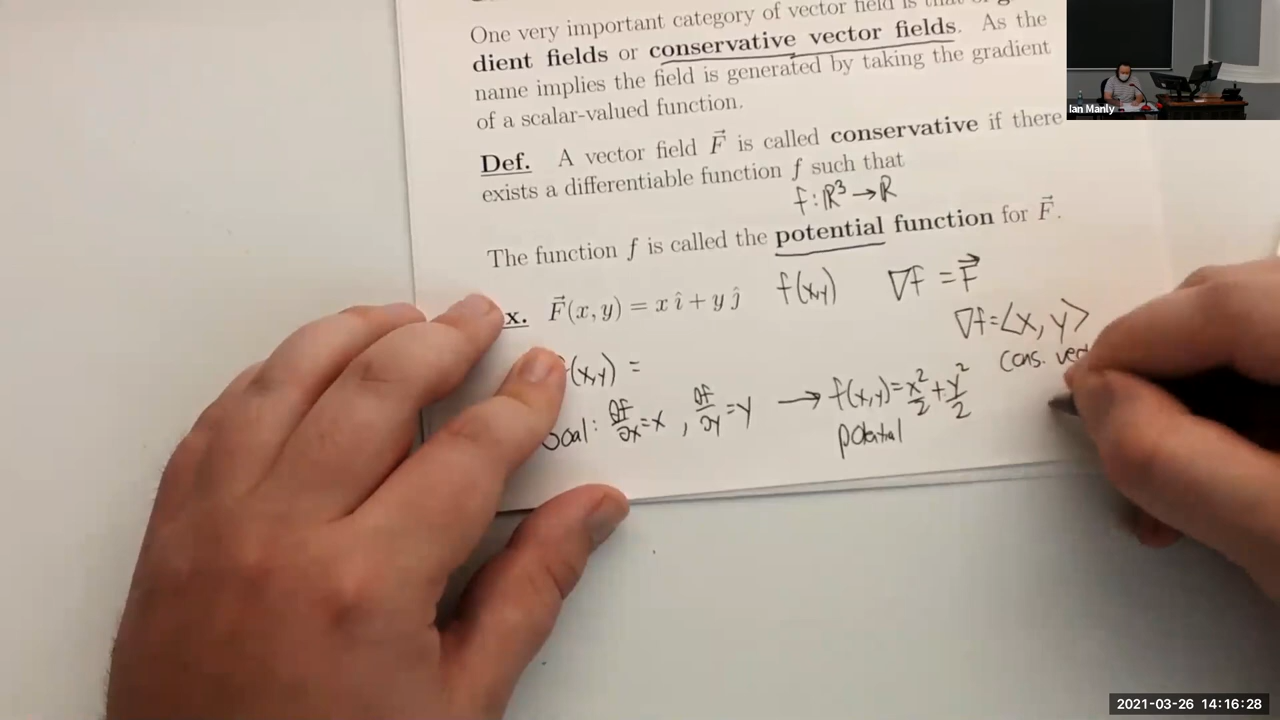 One very important category of vector field is that of
dient fields or conservative vector fields. As the
name implies the field is generated by taking the gradient
of a scalar-valued function.
Def. A vector field F⃗ is called conservative if there
exists a differentiable function f such that
f: ℝ³ → ℝ
The function f is called the potential function for F⃗.
x. F⃗(x, y) = x î + y ĵ f(x,y) ∇f = F⃗
∇f = ⟨x, y⟩
(x,y) =
cons. vec
oal: ∂f/∂x = x, ∂f/∂y = y → f(x,y) = x²/2 + y²/2
potential
Ian Manly
2021-03-26 14:16:28